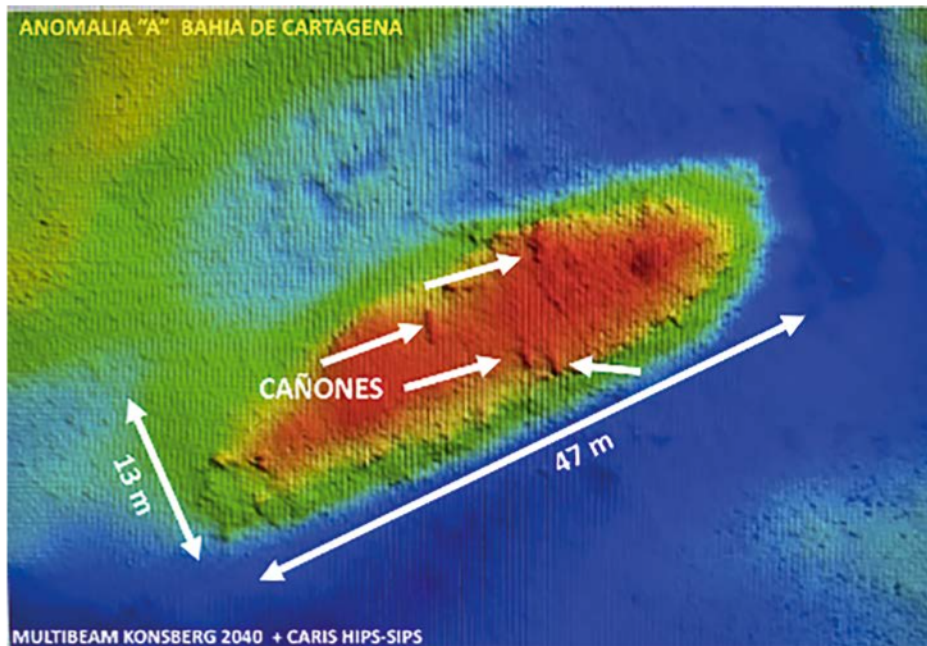 ANOMALIA "A" BAHIA DE CARTAGENA
CAÑONES
13 m
47 m
MULTIBEAM KONSBERG 2040 + CARIS HIPS-SIPS